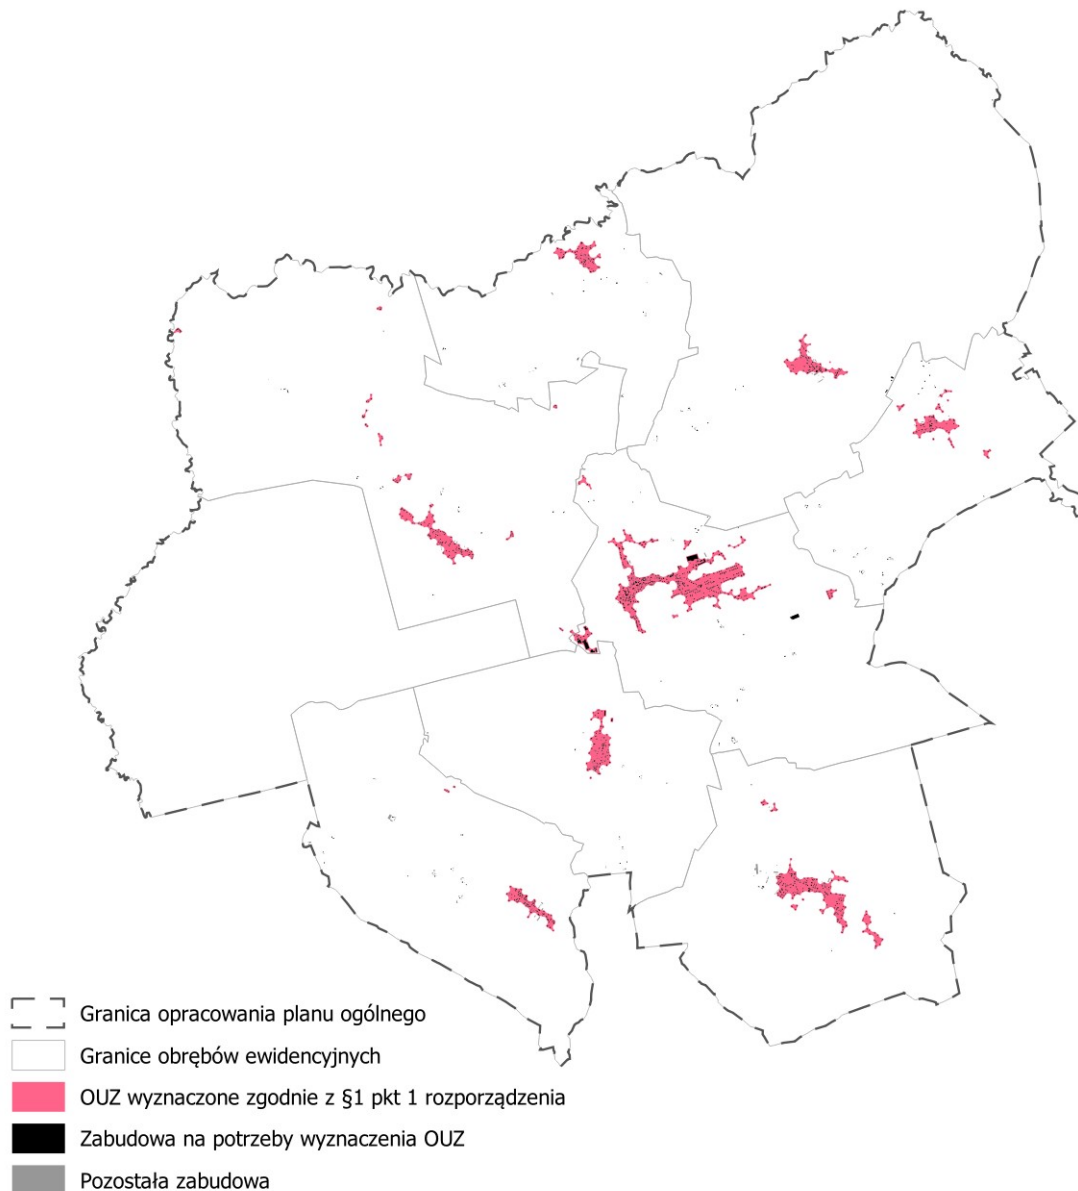 Granica opracowania planu ogólnego
Granice obrębów ewidencyjnych
OUZ wyznaczone zgodnie z §1 pkt 1 rozporządzenia
Zabudowa na potrzeby wyznaczenia OUZ
Pozostała zabudowa